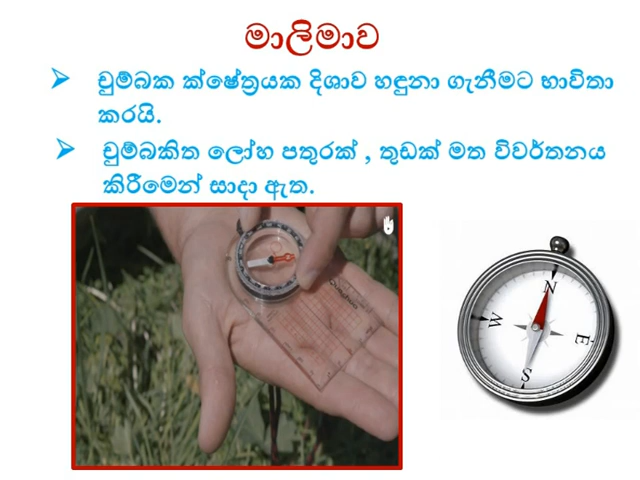 මාලිමාව
➢ චුම්බක ක්ෂේත්‍රයක දිශාව හඳුනා ගැනීමට භාවිතා
කරයි.
➢ චුම්බකිත ලෝහ පතුරක් , තුඩක් මත විවර්තනය
කිරීමෙන් සාදා ඇත.
N
W
E
S